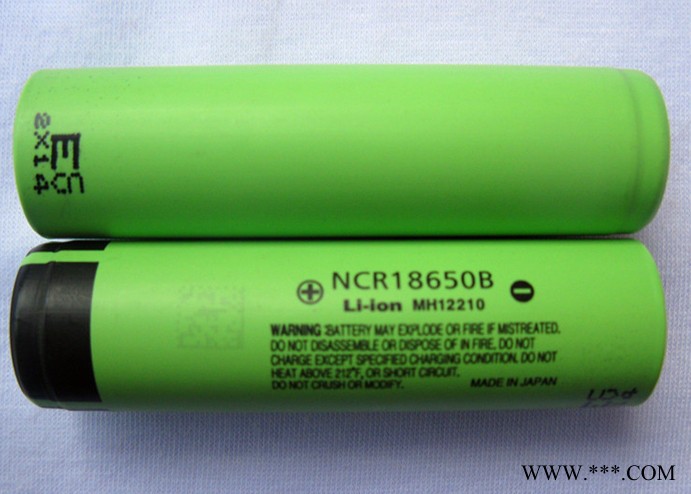 2X14
NCR18650B
Li-ion MH12210
WARNING :BATTERY MAY EXPLODE OR FIRE IF MISTREATED.
DO NOT DISASSEMBLE OR DISPOSE OF IN FIRE. DO NOT
CHARGE EXCEPT SPECIFIED CHARGING CONDITION. DO NOT
HEAT ABOVE 212°F, OR SHORT CIRCUIT.
DO NOT CRUSH OR MODIFY. MADE IN JAPAN
WWW.***.COM